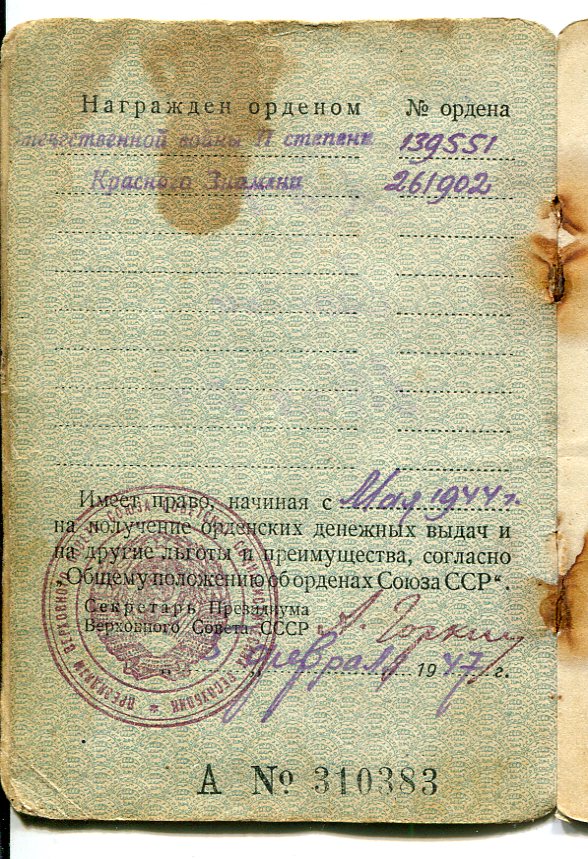 Награжден орденом № ордена
Отечественной войны II степени 139551
Красного Знамени 261902
Имеет право, начиная с Мая 1944 г.
на получение орденских денежных выдач и
на другие льготы и преимущества, согласно
„Общему положению об орденах Союза ССР“.
Секретарь Президиума
Верховного Совета СССР А. Горкин
февраля 1947 г.
А № 310383